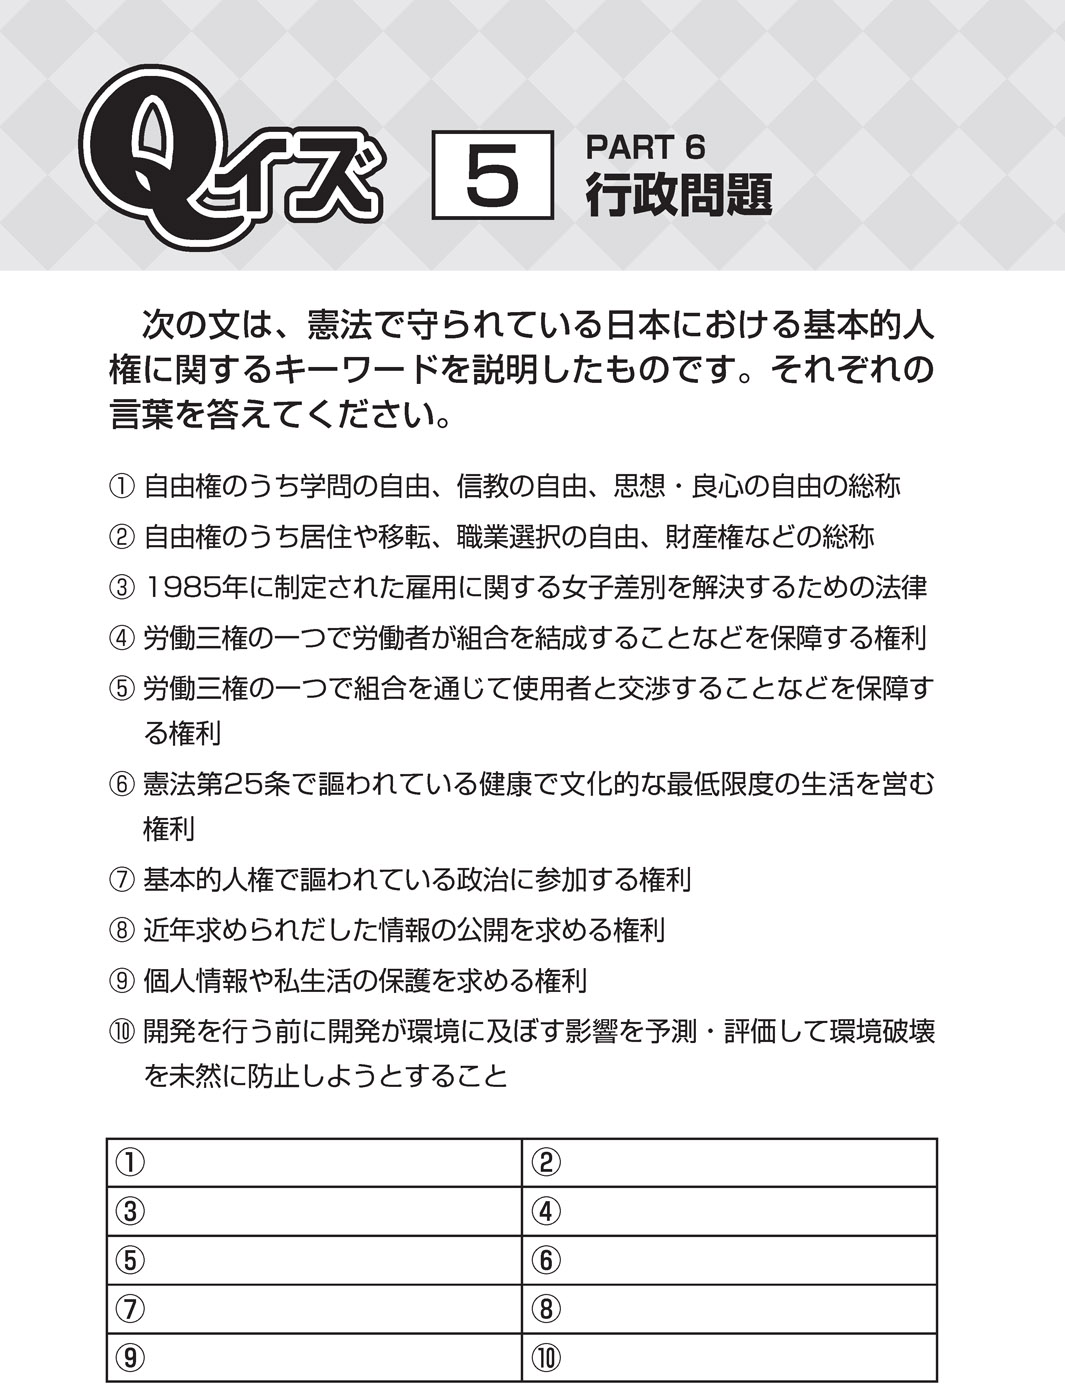 Qイズ 5 PART 6
行政問題
次の文は、憲法で守られている日本における基本的人
権に関するキーワードを説明したものです。それぞれの
言葉を答えてください。
① 自由権のうち学問の自由、信教の自由、思想・良心の自由の総称
② 自由権のうち居住や移転、職業選択の自由、財産権などの総称
③ 1985年に制定された雇用に関する女子差別を解決するための法律
④ 労働三権の一つで労働者が組合を結成することなどを保障する権利
⑤ 労働三権の一つで組合を通じて使用者と交渉することなどを保障す
る権利
⑥ 憲法第25条で謳われている健康で文化的な最低限度の生活を営む
権利
⑦ 基本的人権で謳われている政治に参加する権利
⑧ 近年求められだした情報の公開を求める権利
⑨ 個人情報や私生活の保護を求める権利
⑩ 開発を行う前に開発が環境に及ぼす影響を予測・評価して環境破壊
を未然に防止しようとすること
① ②
③ ④
⑤ ⑥
⑦ ⑧
⑨ ⑩